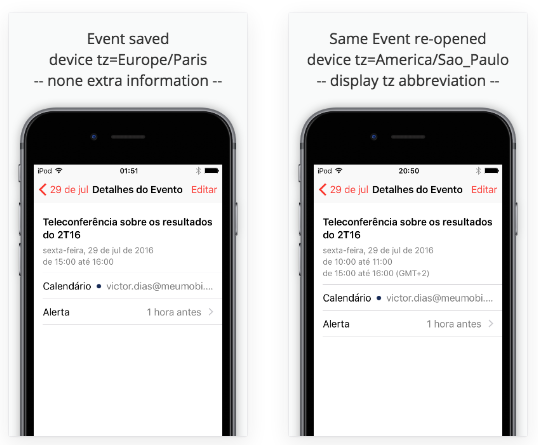 Event saved
device tz=Europe/Paris
-- none extra information --
iPod
01:51
29 de jul
Detalhes do Evento
Editar
Teleconferência sobre os resultados
do 2T16
sexta-feira, 29 de jul de 2016
de 15:00 até 16:00
Calendário
victor.dias@meumobi....
Alerta
1 hora antes
Same Event re-opened
device tz=America/Sao_Paulo
-- display tz abbreviation --
iPod
20:50
29 de jul
Detalhes do Evento
Editar
Teleconferência sobre os resultados
do 2T16
sexta-feira, 29 de jul de 2016
de 10:00 até 11:00
de 15:00 até 16:00 (GMT+2)
Calendário
victor.dias@meumobi....
Alerta
1 hora antes